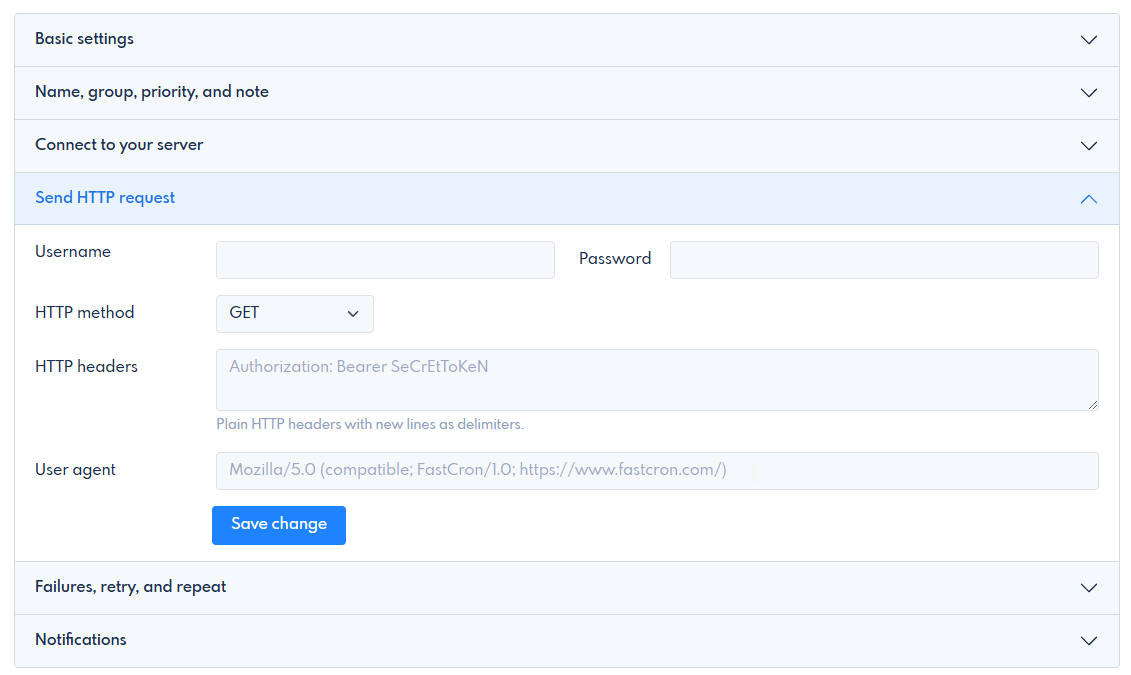 Basic settings
Name, group, priority, and note
Connect to your server
Send HTTP request
Username
Password
HTTP method
GET
HTTP headers
Authorization: Bearer SeCrEtToKeN
Plain HTTP headers with new lines as delimiters.
User agent
Mozilla/5.0 (compatible; FastCron/1.0; https://www.fastcron.com/)
Save change
Failures, retry, and repeat
Notifications